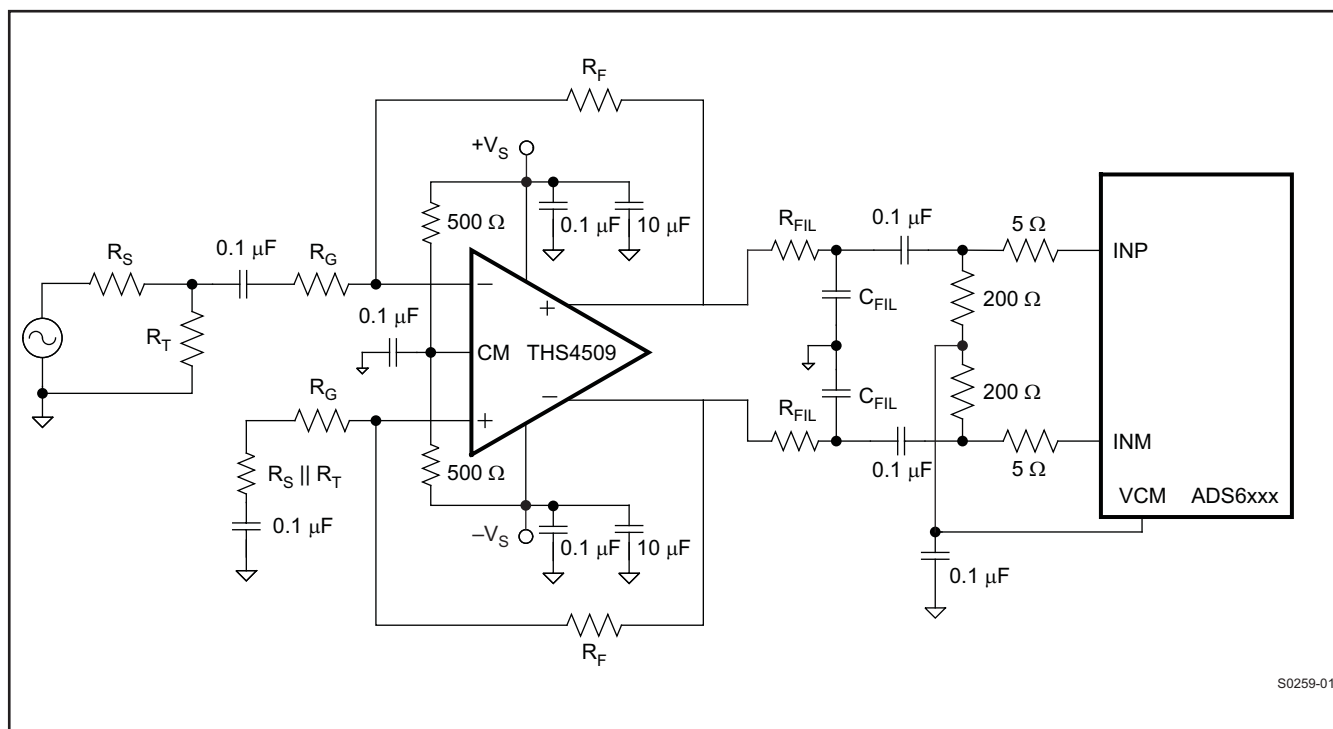 R_F
+V_S
500 Ω
0.1 μF
10 μF
R_FIL
0.1 μF
5 Ω
R_S
0.1 μF
R_G
−
+
INP
200 Ω
C_FIL
R_T
0.1 μF
CM
THS4509
R_G
C_FIL
200 Ω
+
−
R_FIL
INM
5 Ω
0.1 μF
R_S || R_T
500 Ω
0.1 μF
−V_S
0.1 μF
10 μF
VCM
ADS6xxx
0.1 μF
R_F
S0259-01